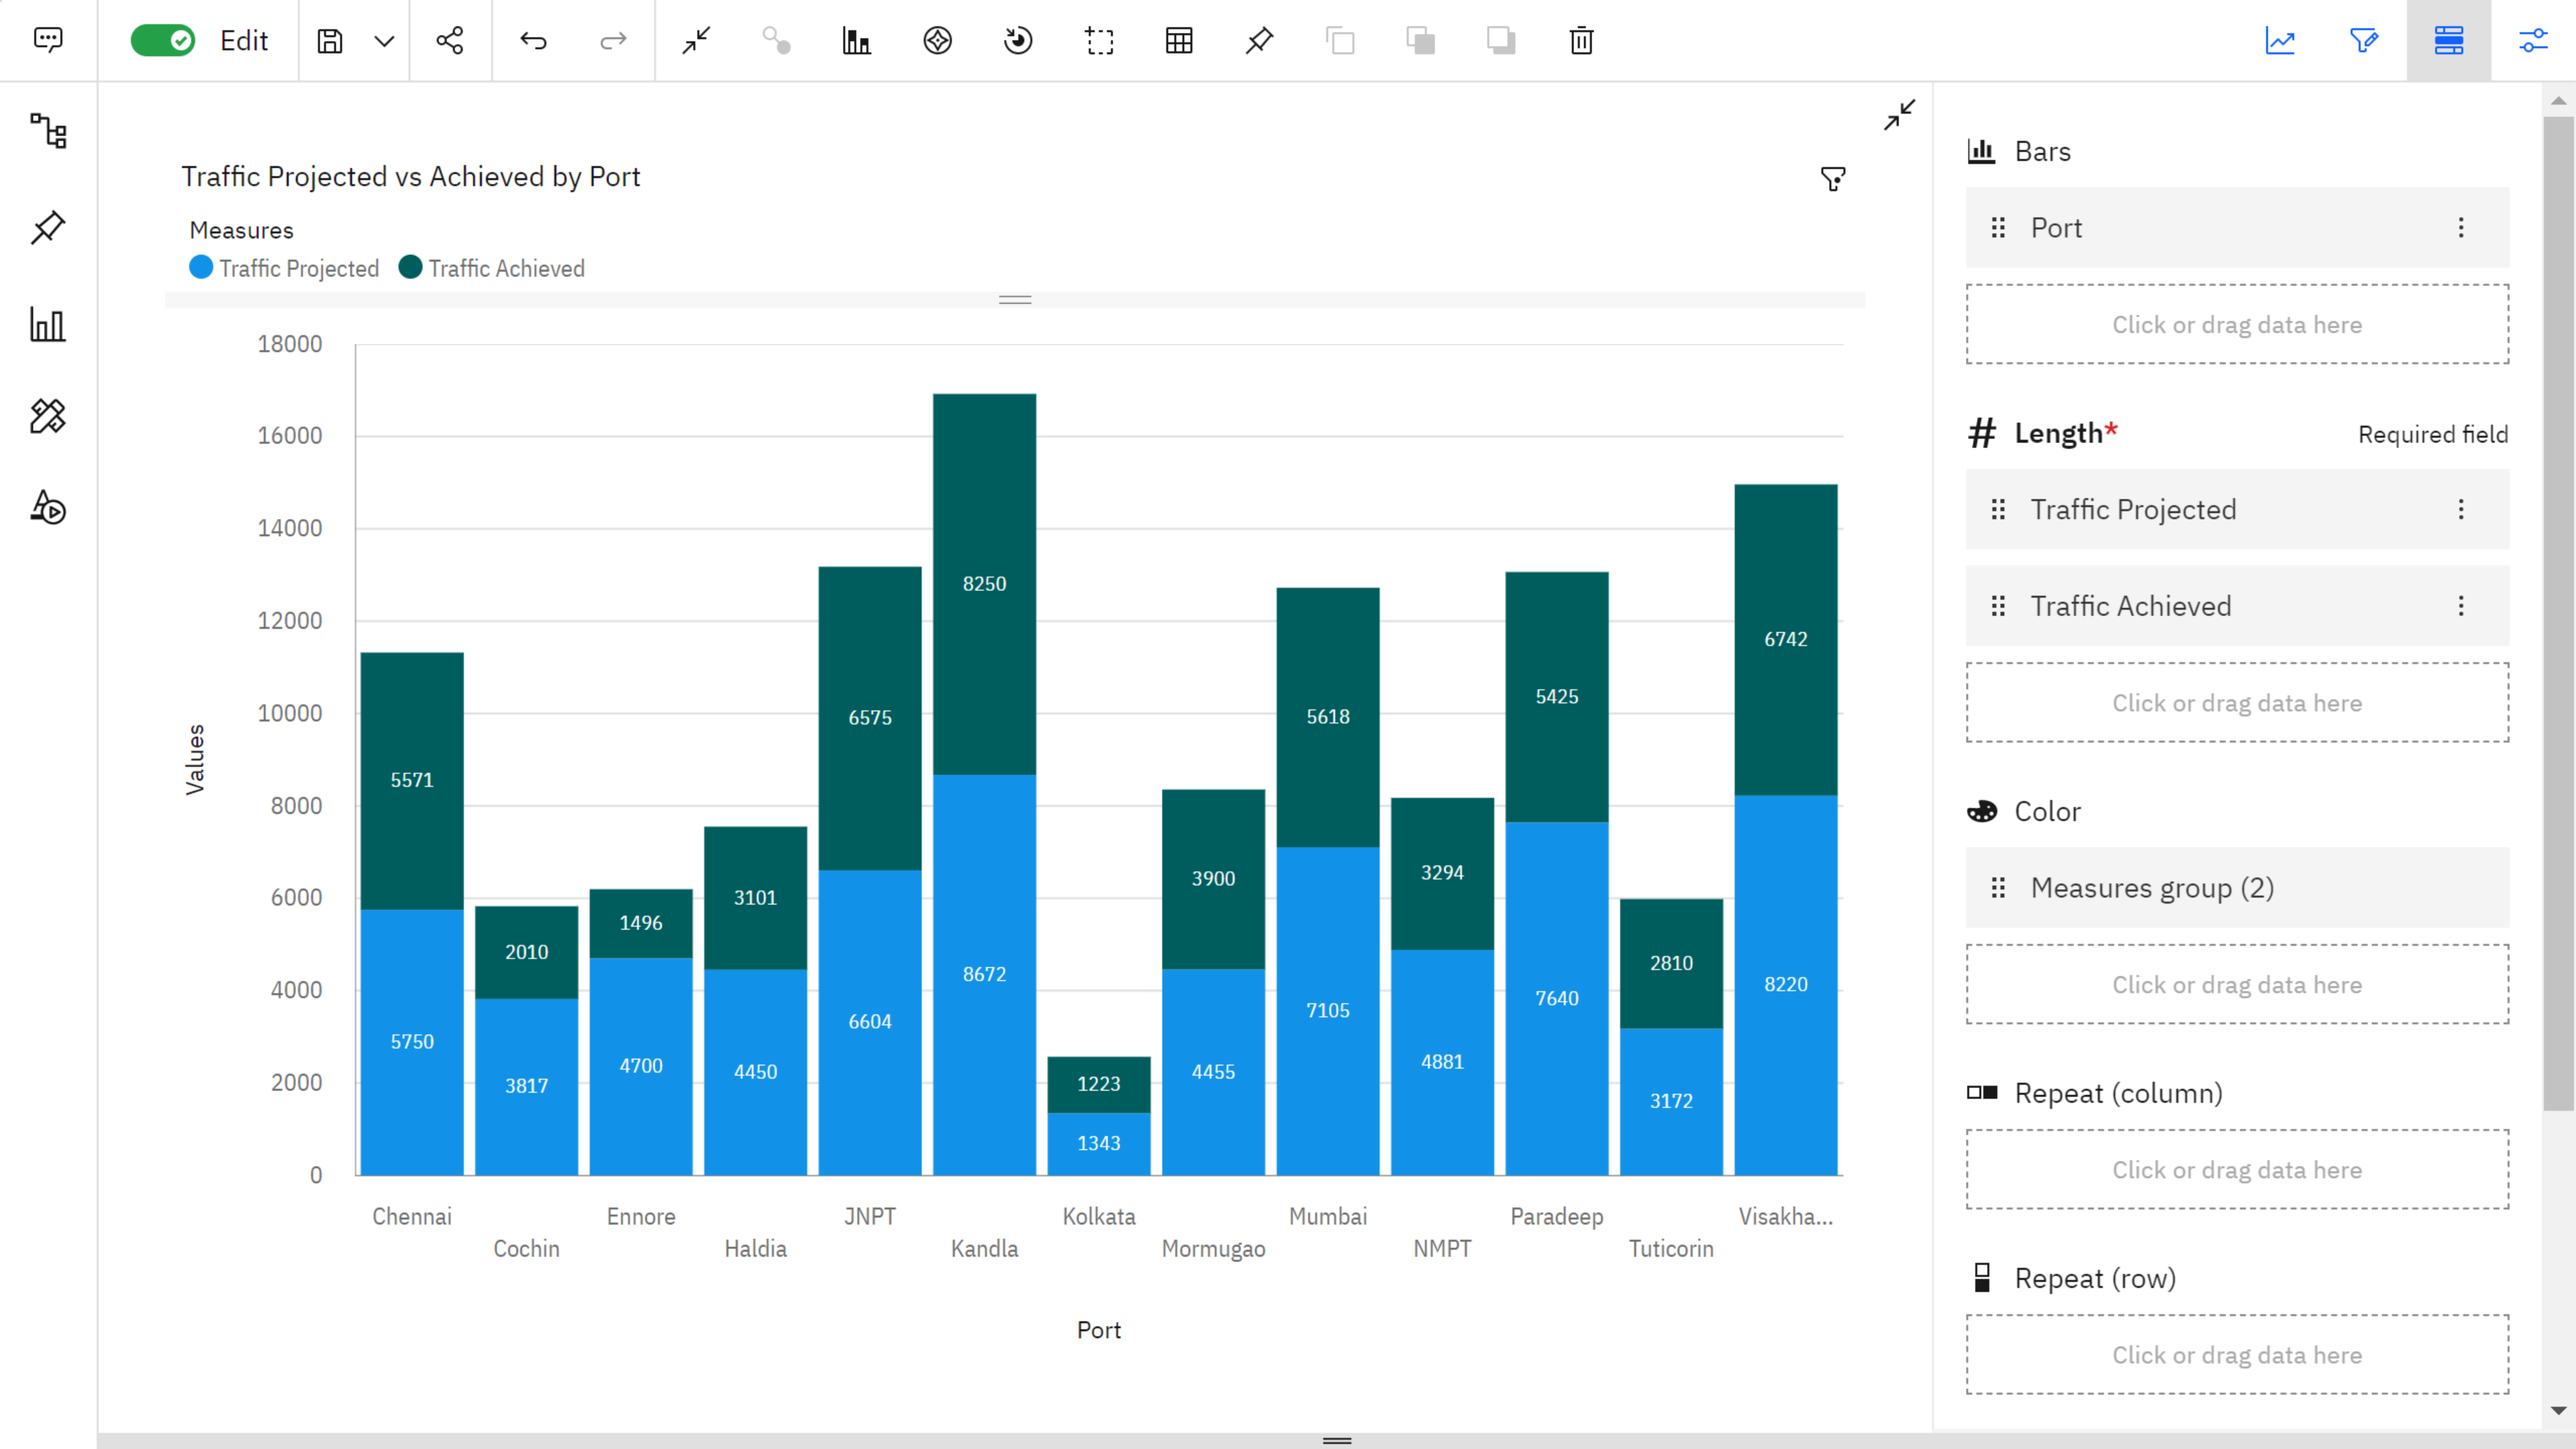 Edit
Traffic Projected vs Achieved by Port
Measures
Traffic Projected Traffic Achieved
18000
16000
14000
12000
10000
8000
6000
4000
2000
0
Values
5571
5750
2010
3817
1496
4700
3101
4450
6575
6604
8250
8672
1223
1343
3900
4455
5618
7105
3294
4881
5425
7640
2810
3172
6742
8220
Chennai
Cochin
Ennore
Haldia
JNPT
Kandla
Kolkata
Mormugao
Mumbai
NMPT
Paradeep
Tuticorin
Visakha...
Port
Bars
Port
Click or drag data here
Length* Required field
Traffic Projected
Traffic Achieved
Click or drag data here
Color
Measures group (2)
Click or drag data here
Repeat (column)
Click or drag data here
Repeat (row)
Click or drag data here